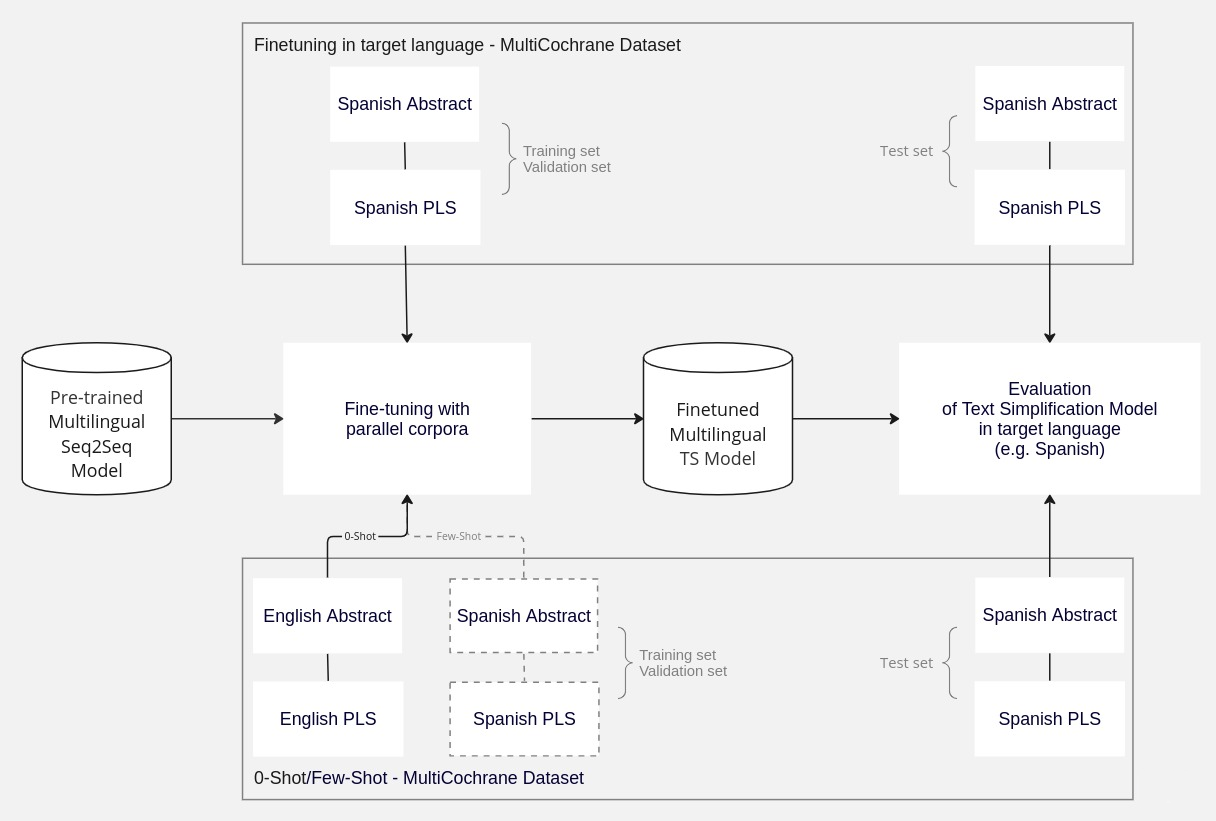 Finetuning in target language - MultiCochrane Dataset
Spanish Abstract
Spanish PLS
Training set
Validation set
Test set
Spanish Abstract
Spanish PLS
Pre-trained
Multilingual
Seq2Seq
Model
Fine-tuning with
parallel corpora
Finetuned
Multilingual
TS Model
Evaluation
of Text Simplification Model
in target language
(e.g. Spanish)
0-Shot
Few-Shot
English Abstract
English PLS
Spanish Abstract
Spanish PLS
Training set
Validation set
Test set
Spanish Abstract
Spanish PLS
0-Shot/Few-Shot - MultiCochrane Dataset